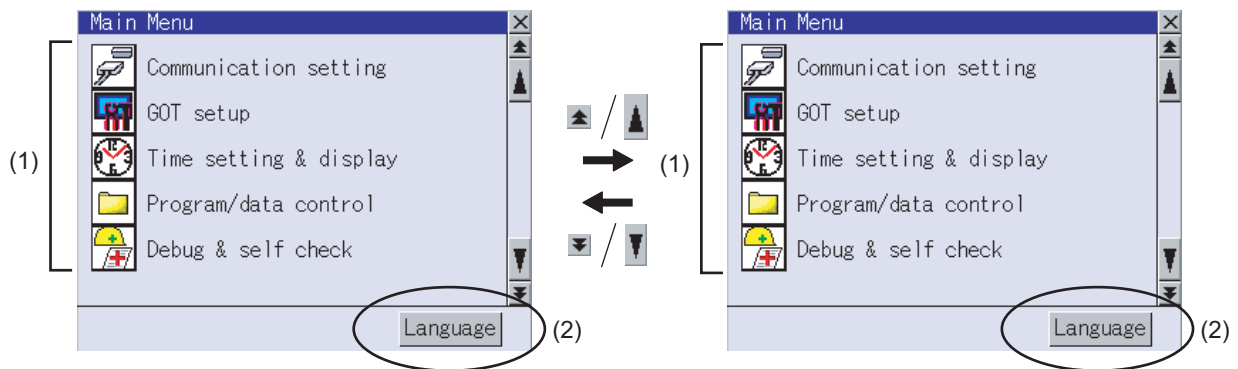 Main Menu
(1)
Communication setting
GOT setup
Time setting & display
Program/data control
Debug & self check
Language
(2)
/
/
Main Menu
(1)
Communication setting
GOT setup
Time setting & display
Program/data control
Debug & self check
Language
(2)